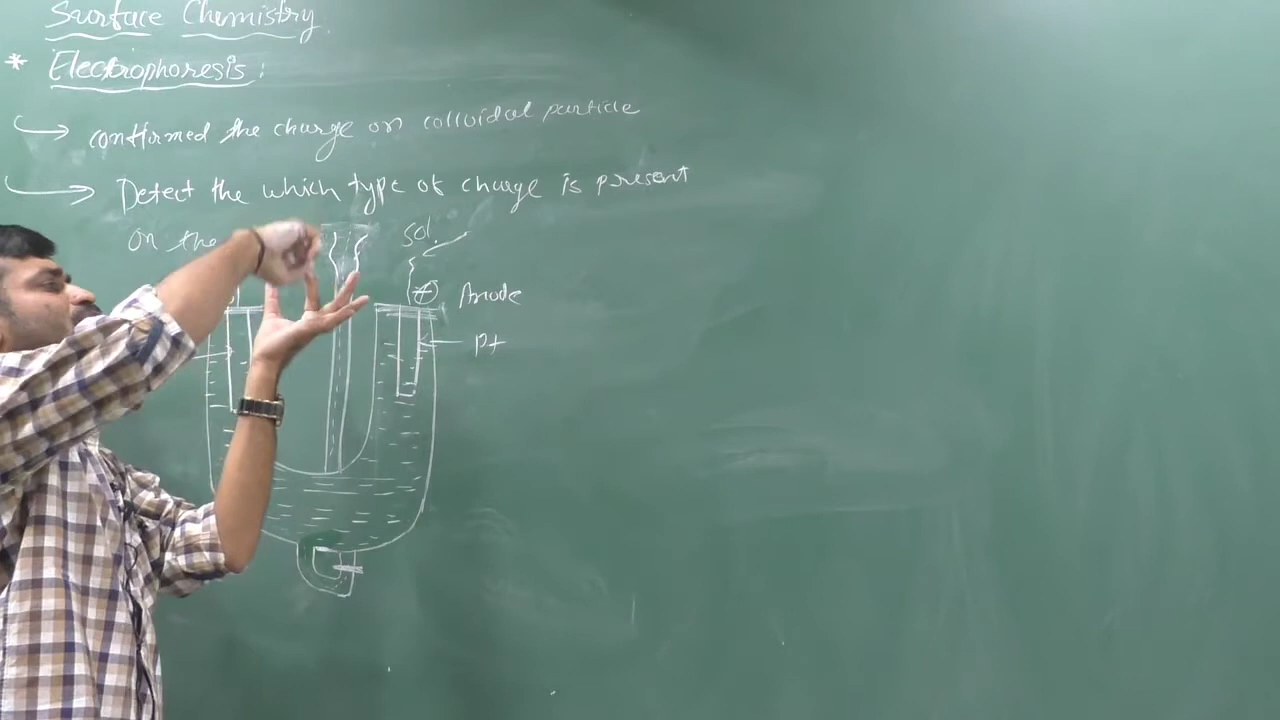 Surface Chemistry
* Electrophoresis :
→ confirmed the charge on colloidal particle
→ Detect the which type of charge is present
on the
Sol.
+ Anode
Pt